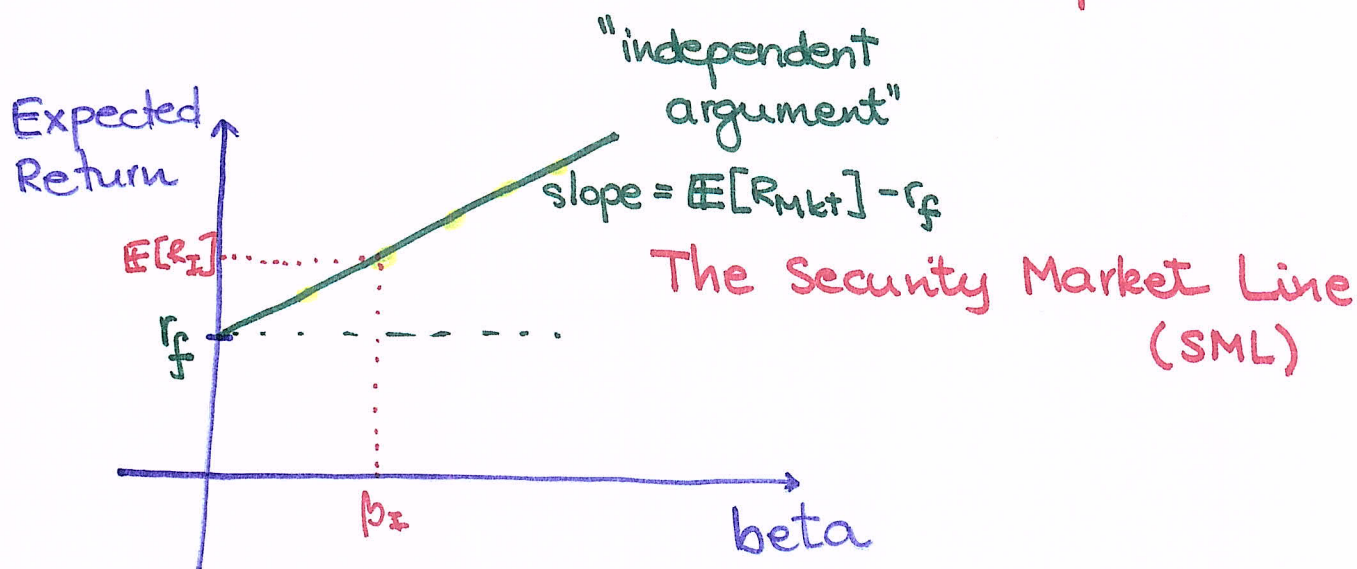 "independent
argument"
Expected
Return
slope = E[R_Mkt] - r_f
E[R_I]
The Security Market Line
(SML)
r_f
β_I
beta